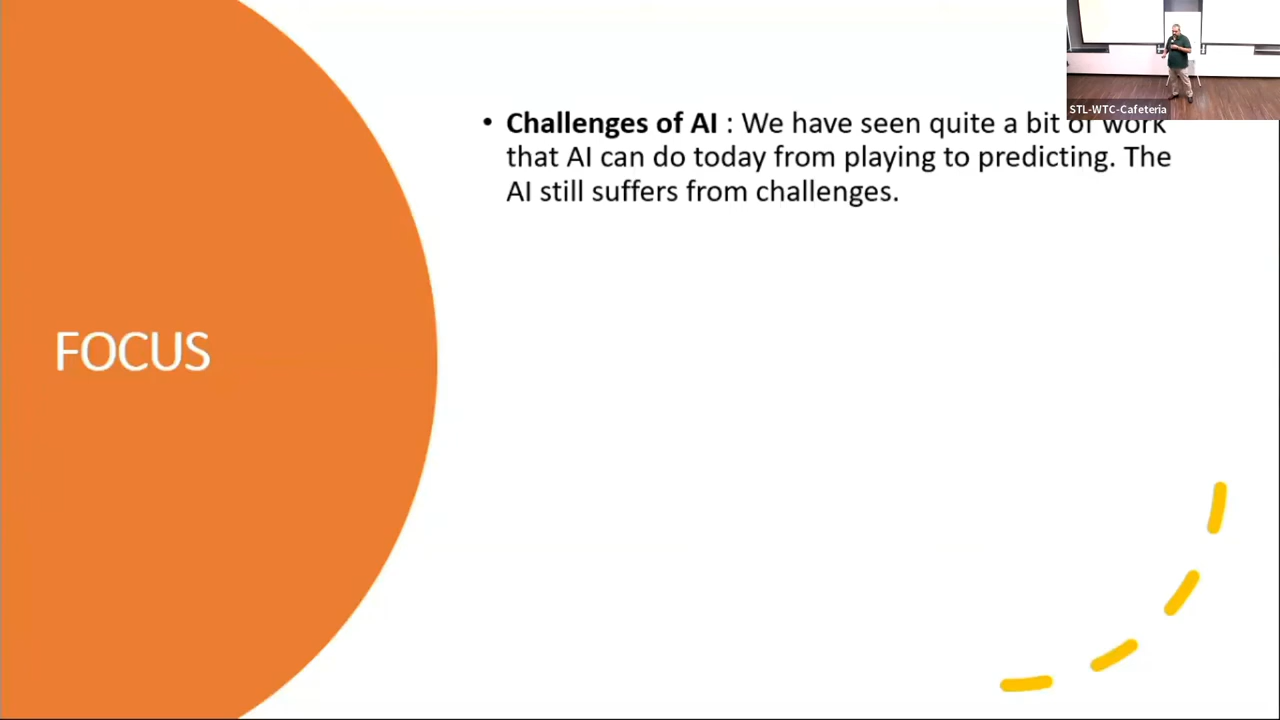 STL-WTC-Cafeteria
• Challenges of AI : We have seen quite a bit of work
that AI can do today from playing to predicting. The
AI still suffers from challenges.
FOCUS